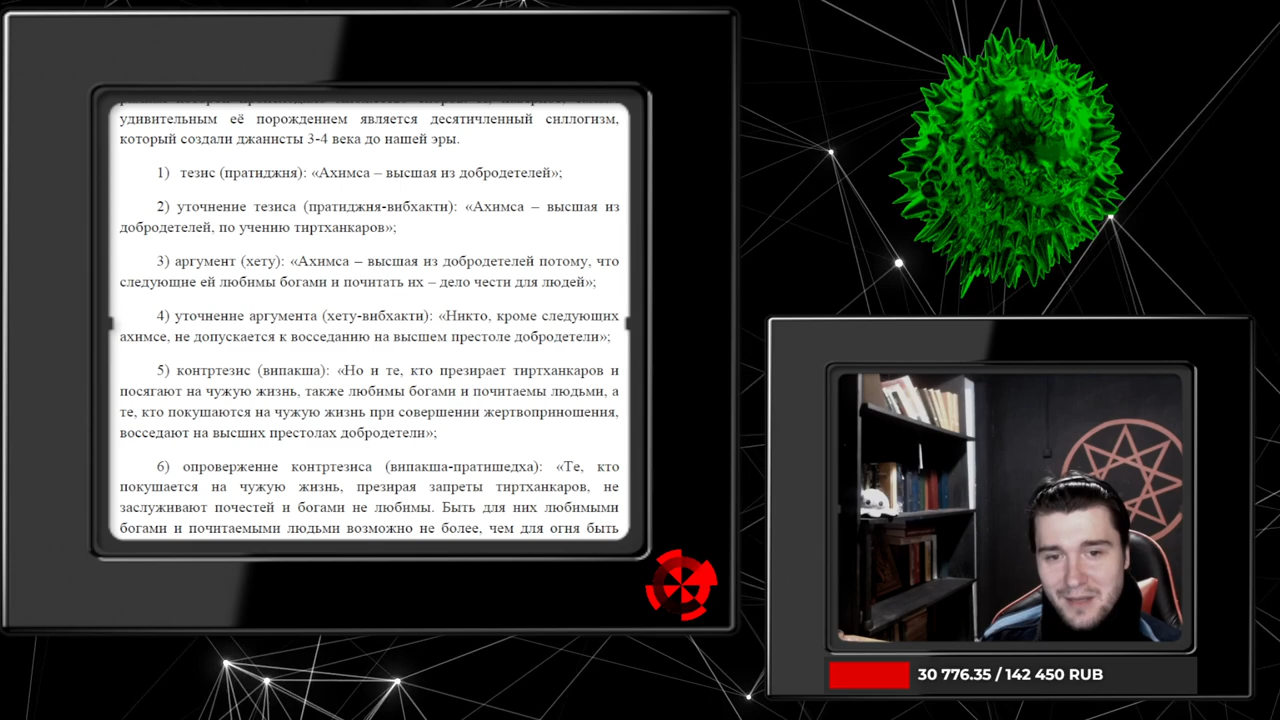 удивительным её порождением является десятичленный силлогизм,
который создали джанисты 3-4 века до нашей эры.
1) тезис (пратиджня): «Ахимса – высшая из добродетелей»;
2) уточнение тезиса (пратиджня-вибхакти): «Ахимса – высшая из
добродетелей, по учению тиртханкаров»;
3) аргумент (хету): «Ахимса – высшая из добродетелей потому, что
следующие ей любимы богами и почитать их – дело чести для людей»;
4) уточнение аргумента (хету-вибхакти): «Никто, кроме следующих
ахимсе, не допускается к восседанию на высшем престоле добродетели»;
5) контртезис (випакша): «Но и те, кто презирает тиртханкаров и
посягают на чужую жизнь, также любимы богами и почитаемы людьми, а
те, кто покушаются на чужую жизнь при совершении жертвоприношения,
восседают на высших престолах добродетели»;
6) опровержение контртезиса (випакша-пратишедха): «Те, кто
покушается на чужую жизнь, презирая запреты тиртханкаров, не
заслуживают почестей и богами не любимы. Быть для них любимыми
богами и почитаемыми людьми возможно не более, чем для огня быть
30 776.35 / 142 450 RUB